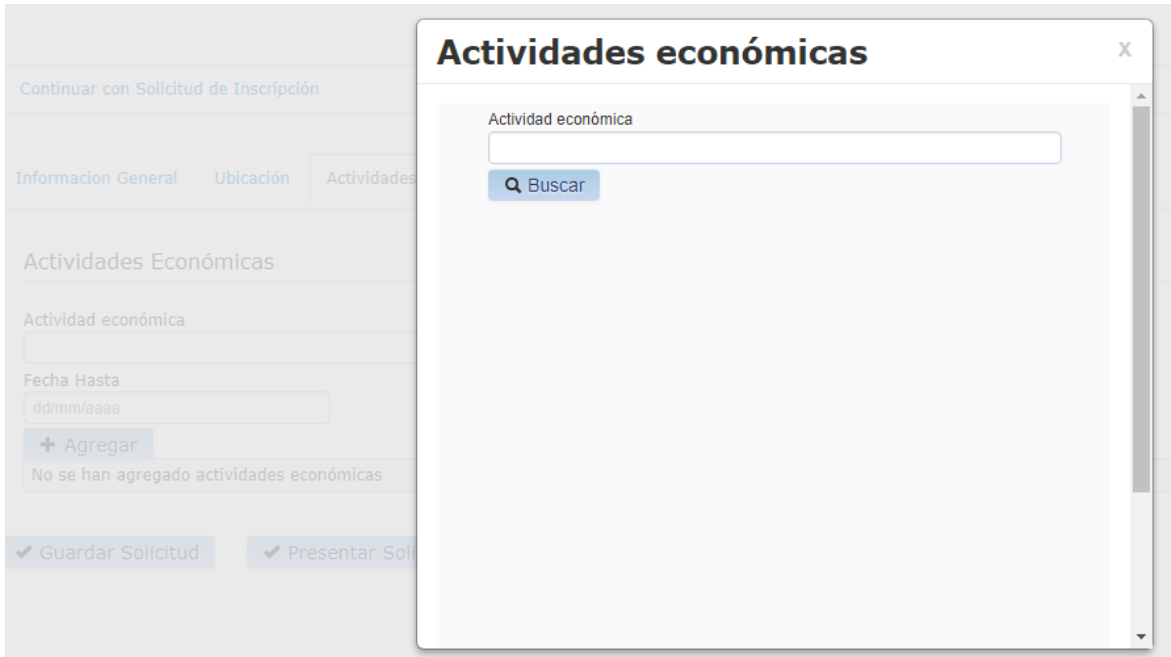 Actividades económicas
X
Continuar con Solicitud de Inscripción
Actividad económica
Buscar
Informacion General
Ubicación
Actividades
Actividades Económicas
Actividad económica
Fecha Hasta
dd/mm/aaaa
Agregar
No se han agregado actividades económicas
Guardar Solicitud
Presentar Soli